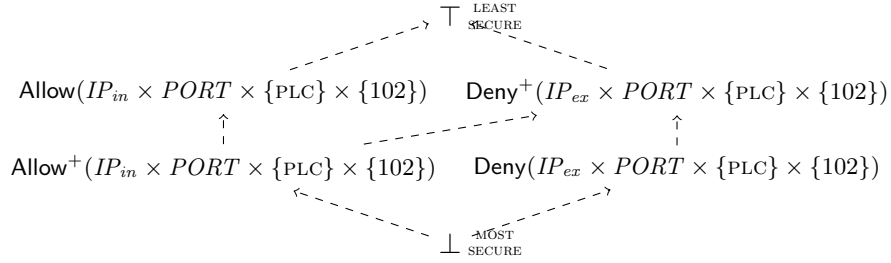 ⊤ LEAST SECURE
Allow(IP_in × PORT × {PLC} × {102}) Deny⁺(IP_ex × PORT × {PLC} × {102})
Allow⁺(IP_in × PORT × {PLC} × {102}) Deny(IP_ex × PORT × {PLC} × {102})
⊥ MOST SECURE